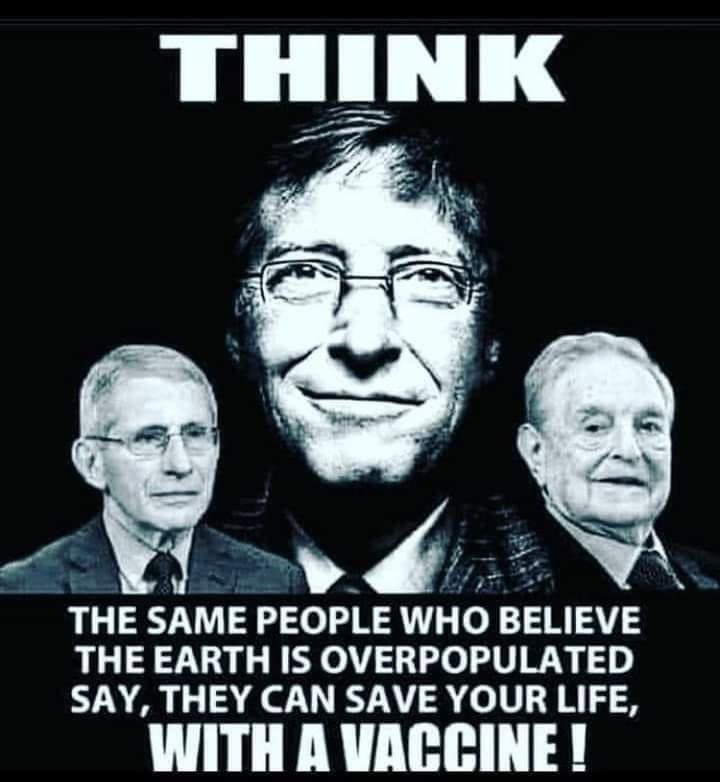 THINK
THE SAME PEOPLE WHO BELIEVE
THE EARTH IS OVERPOPULATED
SAY, THEY CAN SAVE YOUR LIFE,
WITH A VACCINE !